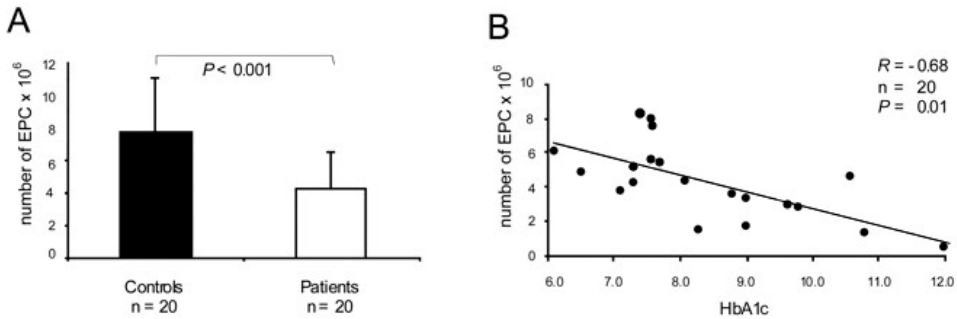 A
number of EPC x 10⁶
12
10
8
6
4
2
0
P < 0.001
Controls
n = 20
Patients
n = 20
B
R = - 0.68
n = 20
P = 0.01
number of EPC x 10⁶
10
8
6
4
2
0
6.0 7.0 8.0 9.0 10.0 11.0 12.0
HbA1c